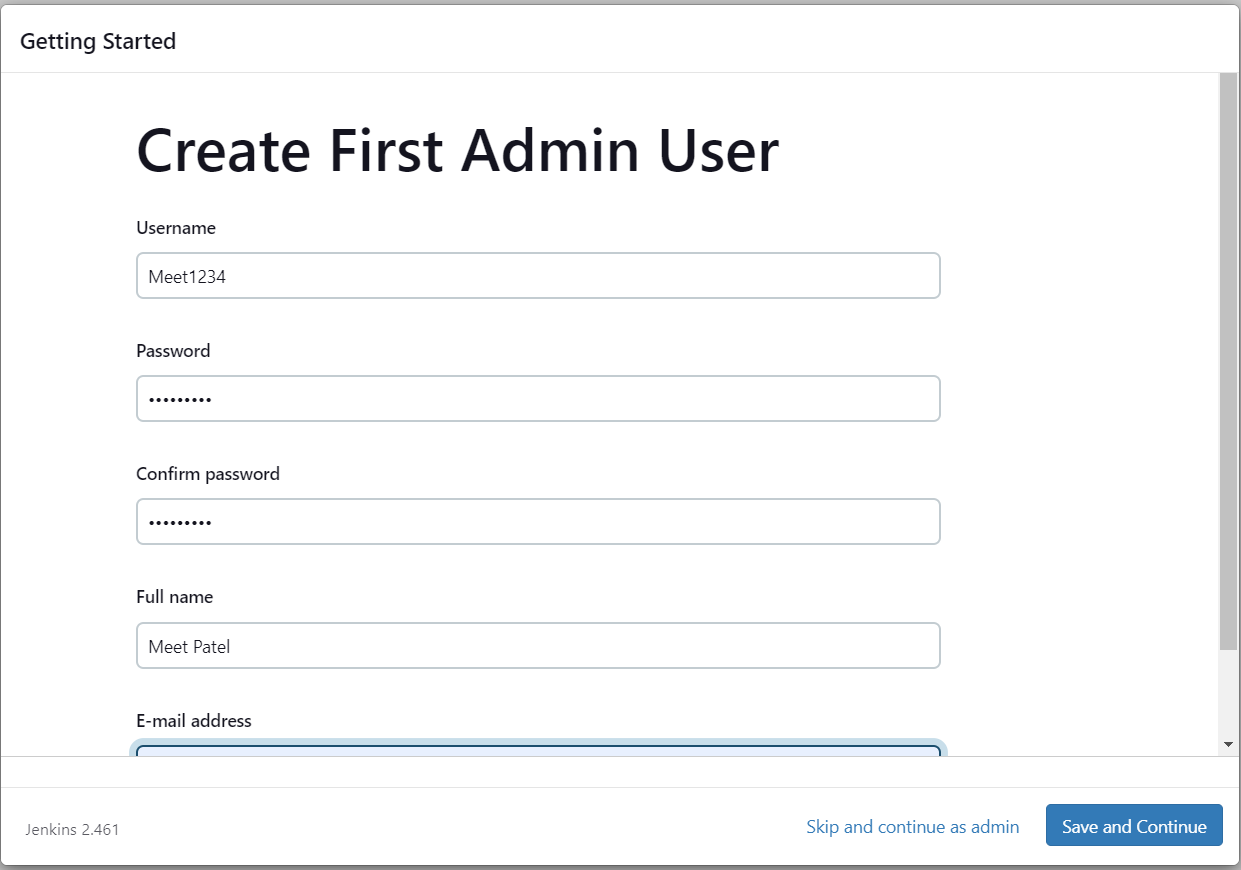 Getting Started
Create First Admin User
Username
Meet1234
Password
•••••••••
Confirm password
•••••••••
Full name
Meet Patel
E-mail address
Jenkins 2.461
Skip and continue as admin
Save and Continue